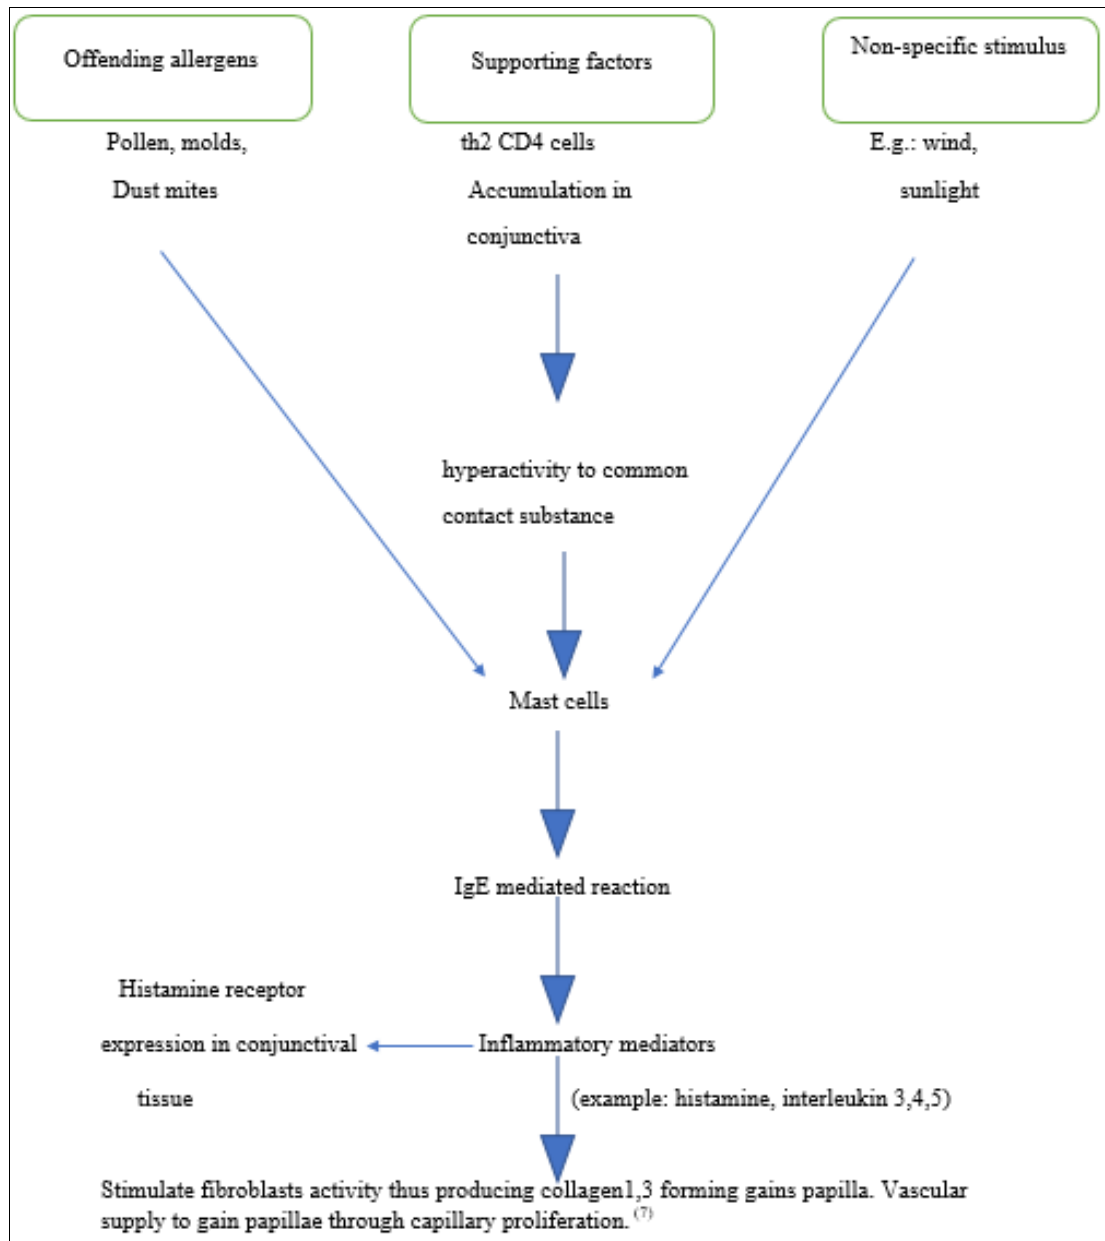 Offending allergens
Supporting factors
Non-specific stimulus
Pollen, molds,
Dust mites
th2 CD4 cells
Accumulation in
conjunctiva
E.g.: wind,
sunlight
hyperactivity to common
contact substance
Mast cells
IgE mediated reaction
Histamine receptor
expression in conjunctival
tissue
Inflammatory mediators
(example: histamine, interleukin 3,4,5)
Stimulate fibroblasts activity thus producing collagen1,3 forming gains papilla. Vascular
supply to gain papillae through capillary proliferation. (7)